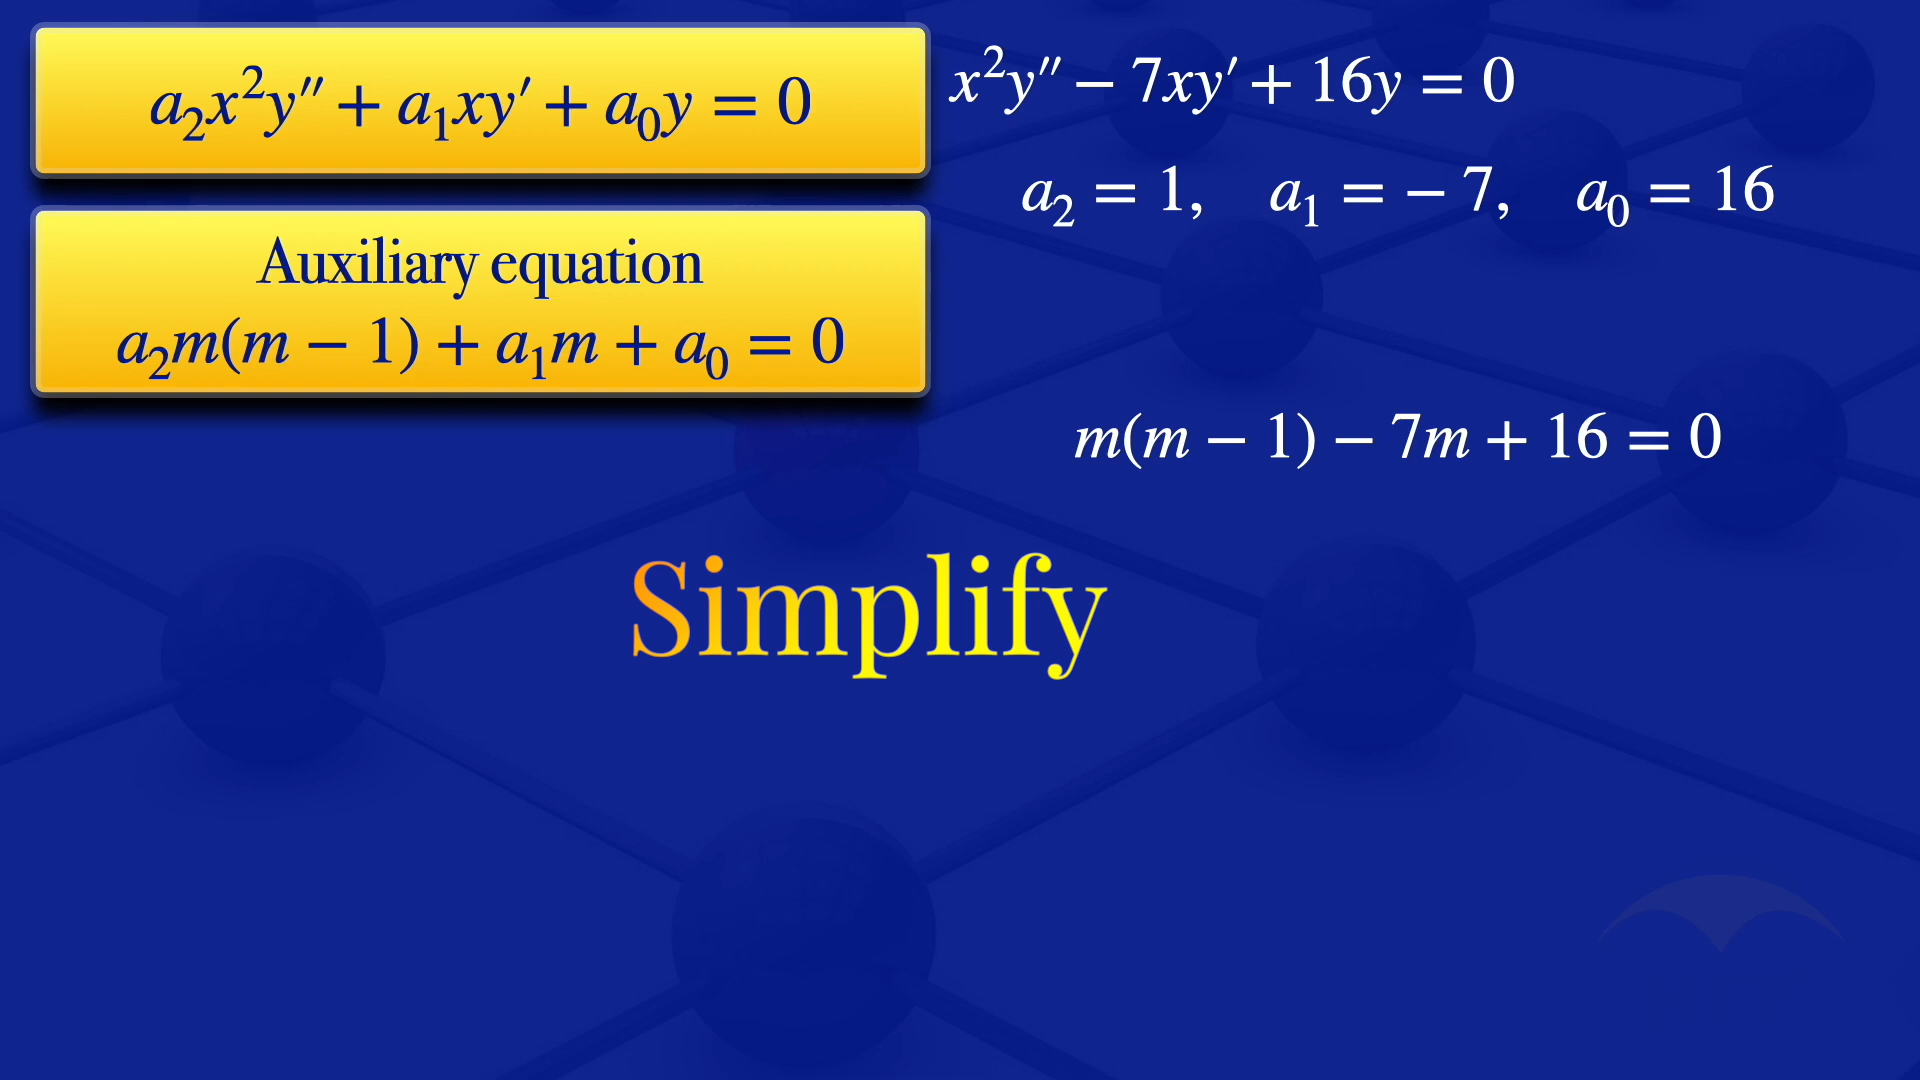 a₂x²y″ + a₁xy′ + a₀y = 0
Auxiliary equation
a₂m(m − 1) + a₁m + a₀ = 0
x²y″ − 7xy′ + 16y = 0
a₂ = 1, a₁ = − 7, a₀ = 16
m(m − 1) − 7m + 16 = 0
Simplify